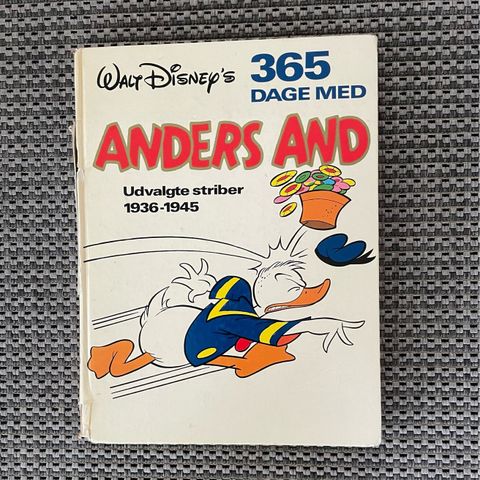 WALT DISNEY'S
365
DAGE MED
ANDERS AND
Udvalgte striber
1936-1945